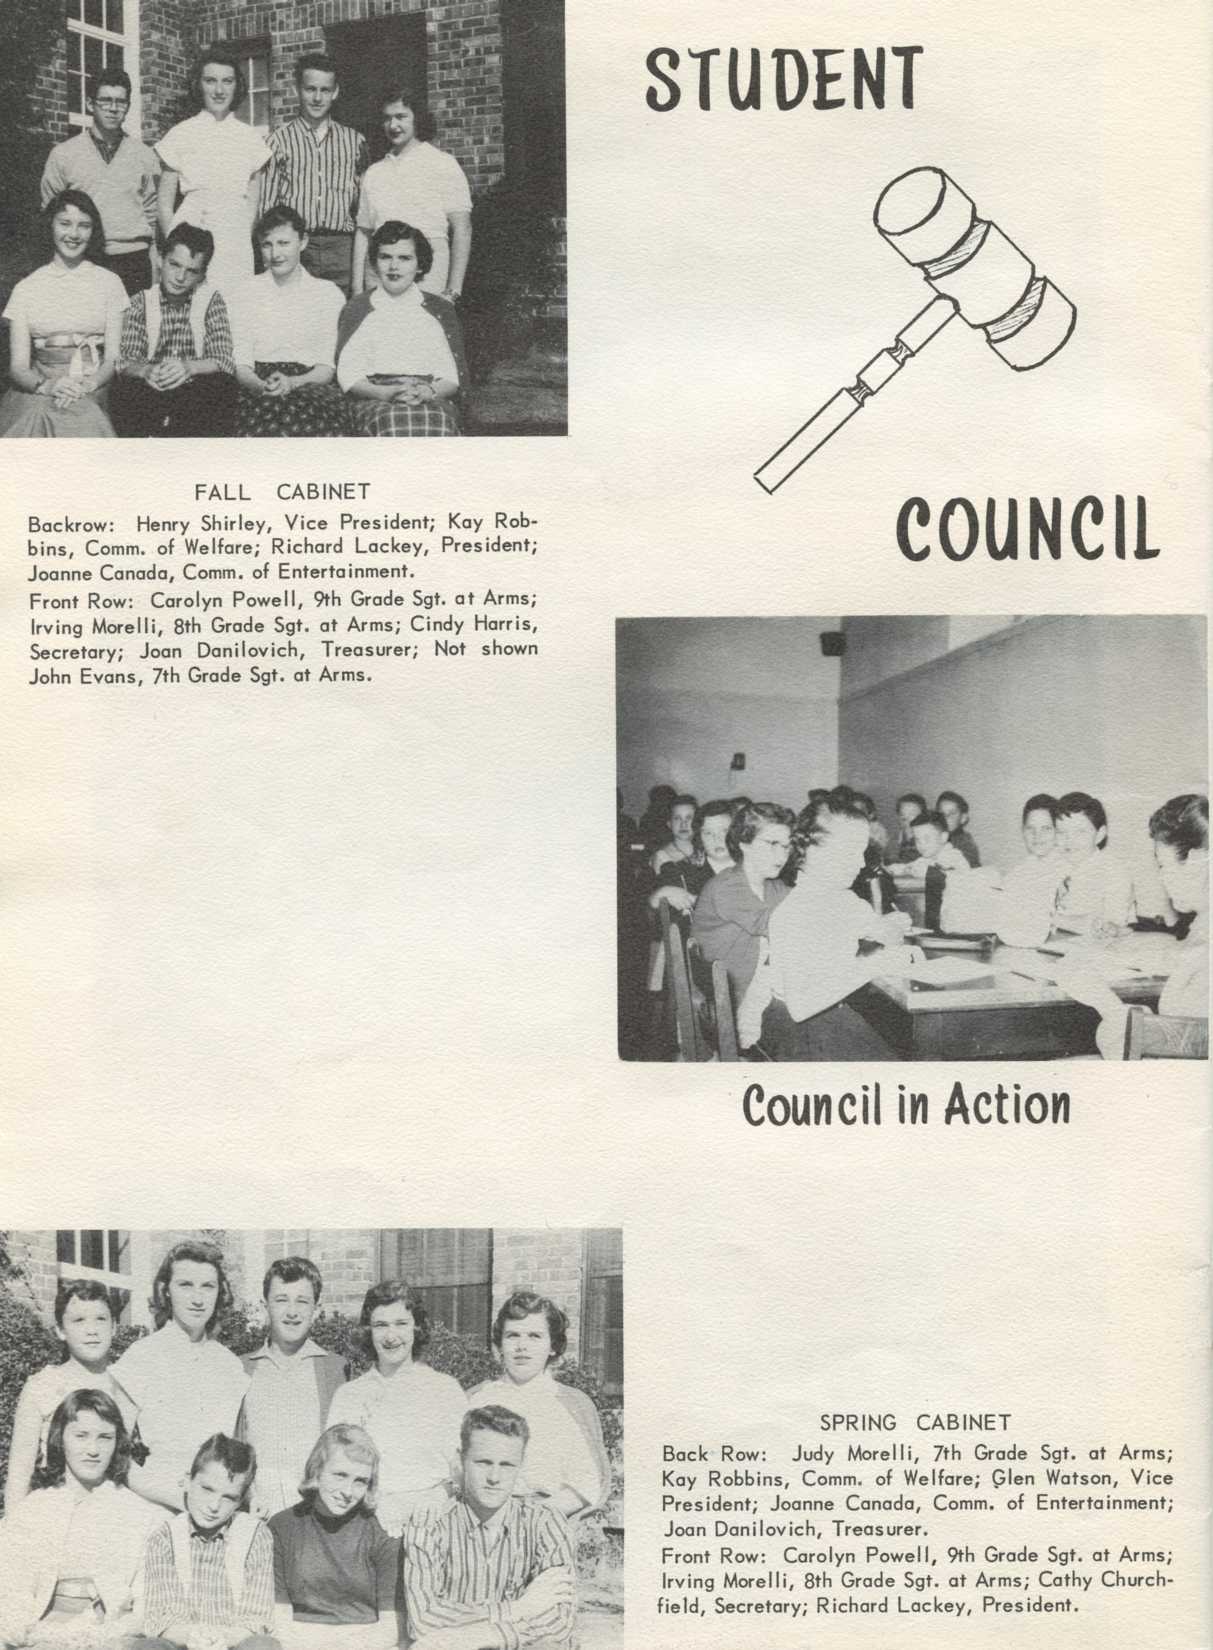 STUDENT
COUNCIL
FALL CABINET
Backrow: Henry Shirley, Vice President; Kay Rob-
bins, Comm. of Welfare; Richard Lackey, President;
Joanne Canada, Comm. of Entertainment.
Front Row: Carolyn Powell, 9th Grade Sgt. at Arms;
Irving Morelli, 8th Grade Sgt. at Arms; Cindy Harris,
Secretary; Joan Danilovich, Treasurer; Not shown
John Evans, 7th Grade Sgt. at Arms.
Council in Action
SPRING CABINET
Back Row: Judy Morelli, 7th Grade Sgt. at Arms;
Kay Robbins, Comm. of Welfare; Glen Watson, Vice
President; Joanne Canada, Comm. of Entertainment;
Joan Danilovich, Treasurer.
Front Row: Carolyn Powell, 9th Grade Sgt. at Arms;
Irving Morelli, 8th Grade Sgt. at Arms; Cathy Church-
field, Secretary; Richard Lackey, President.